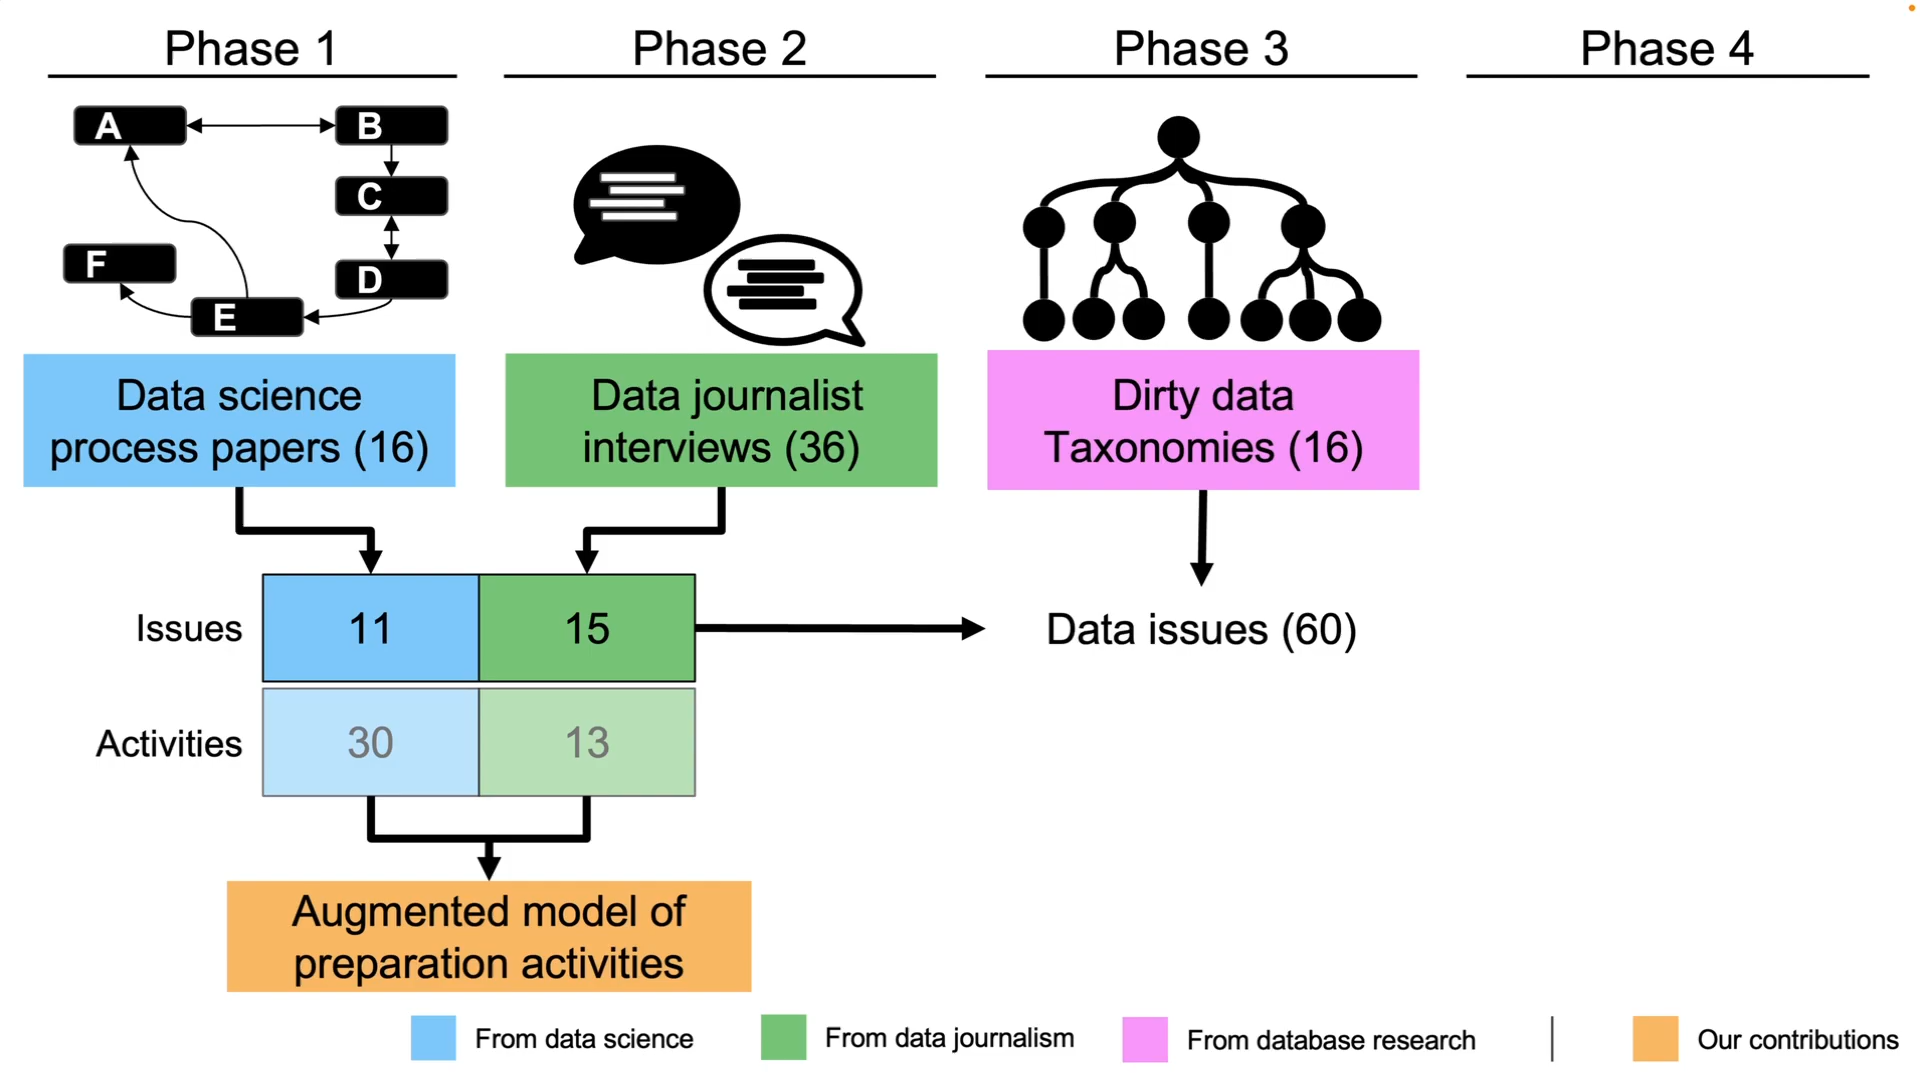 Phase 1
Phase 2
Phase 3
Phase 4
A
B
C
D
E
F
Data science
process papers (16)
Data journalist
interviews (36)
Dirty data
Taxonomies (16)
Issues
11
15
Data issues (60)
Activities
30
13
Augmented model of
preparation activities
From data science
From data journalism
From database research
Our contributions